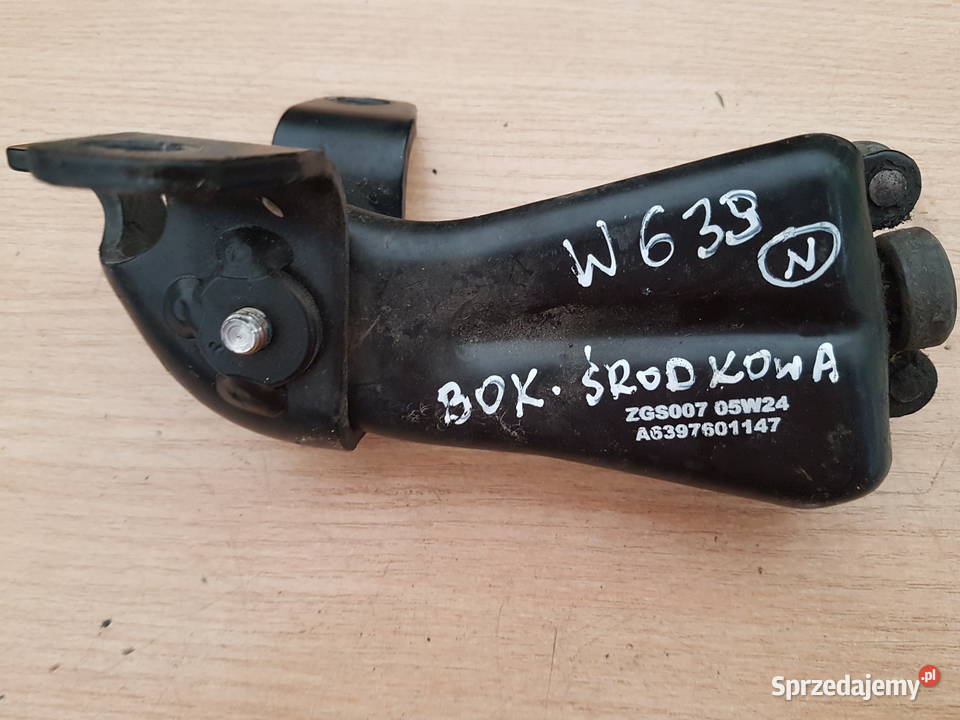 W639
N
BOK. ŚRODKOWA
ZGS007 05W24
A6397601147
Sprzedajemy.pl